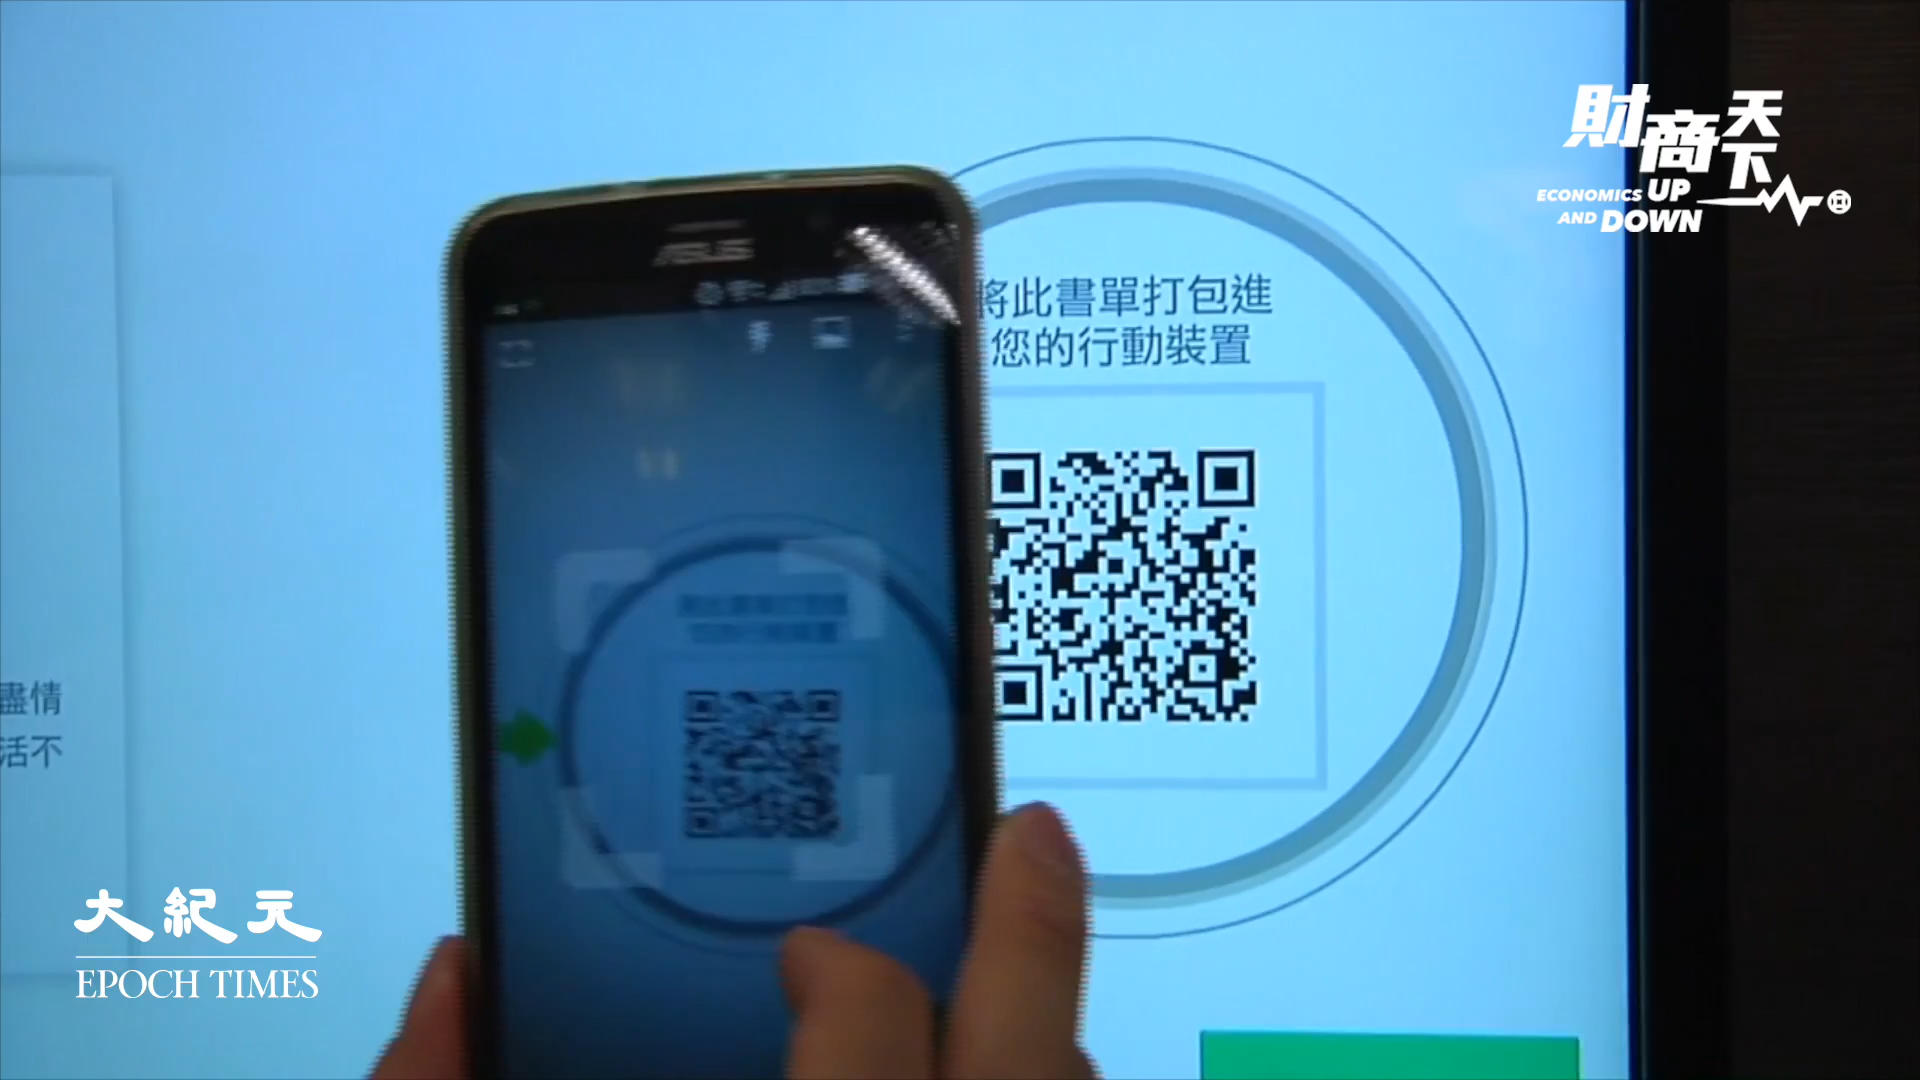 財商天下
ECONOMICS UP
AND DOWN
ASUS
將此書單打包進
您的行動裝置
盡情
活不
大紀元
EPOCH TIMES